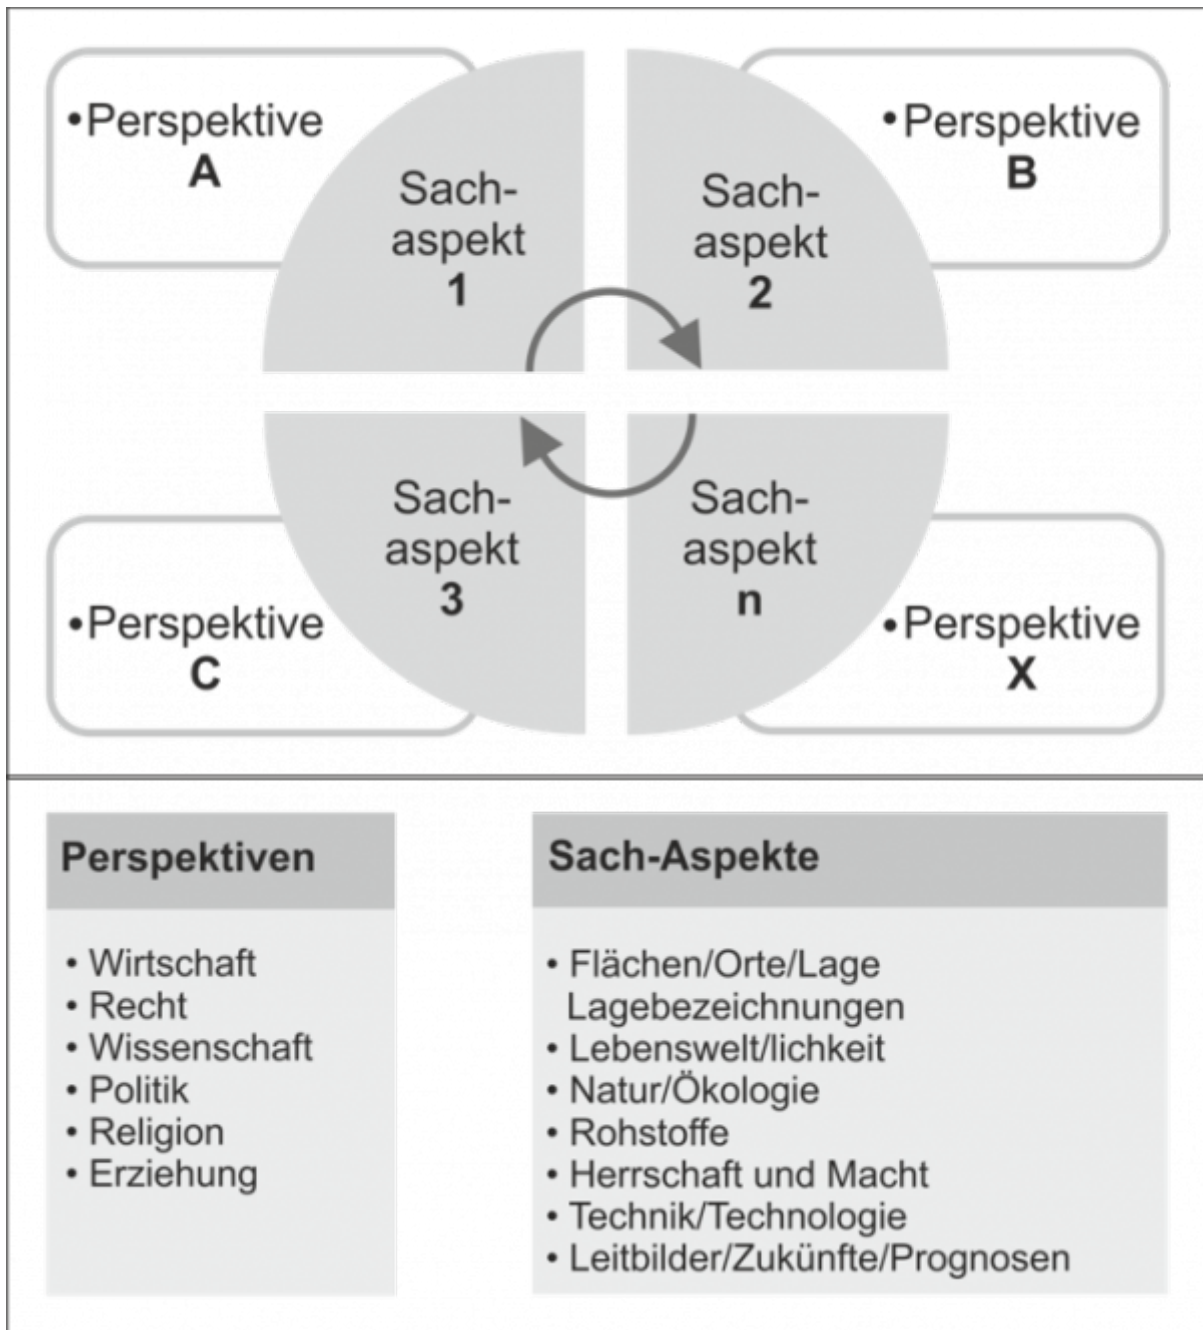 • Perspektive
A
Sach-
aspekt
1
Sach-
aspekt
2
• Perspektive
B
• Perspektive
C
Sach-
aspekt
3
Sach-
aspekt
n
• Perspektive
X
Perspektiven
• Wirtschaft
• Recht
• Wissenschaft
• Politik
• Religion
• Erziehung
Sach-Aspekte
• Flächen/Orte/Lage
Lagebezeichnungen
• Lebenswelt/lichkeit
• Natur/Ökologie
• Rohstoffe
• Herrschaft und Macht
• Technik/Technologie
• Leitbilder/Zukünfte/Prognosen